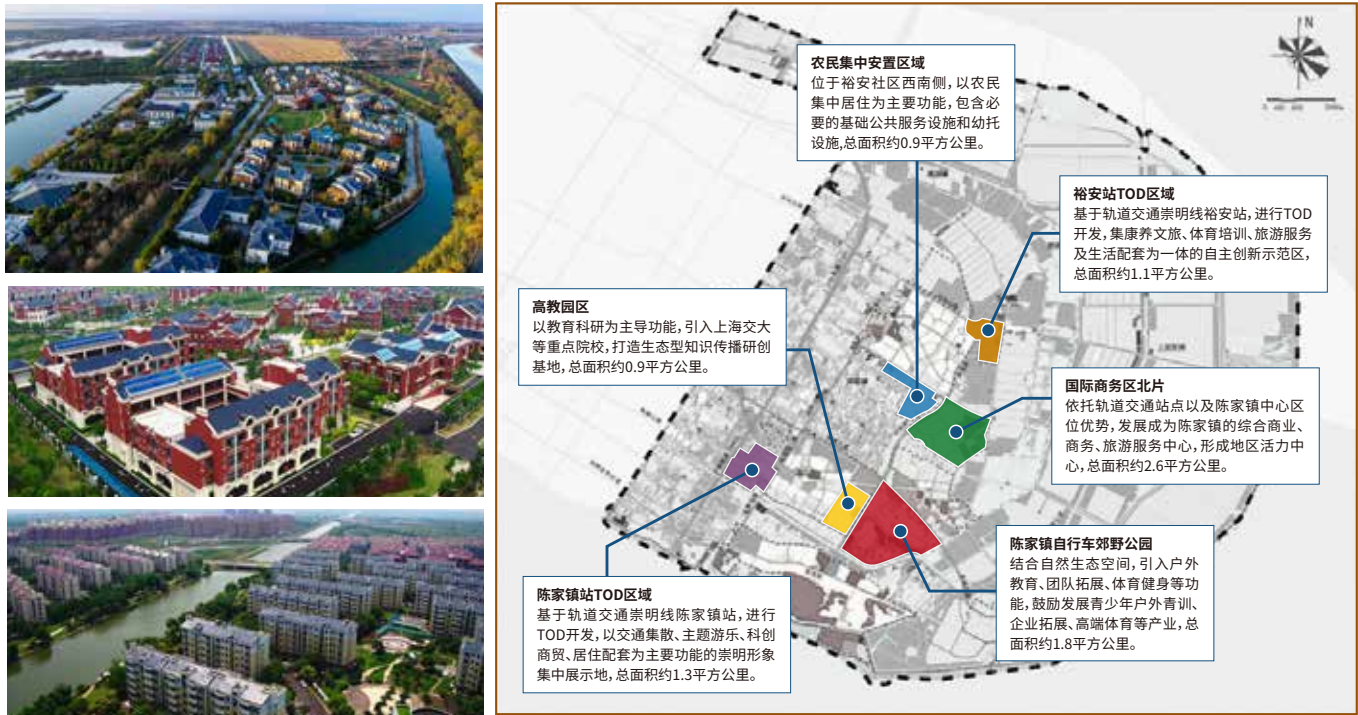 N
农民集中安置区域
位于裕安社区西南侧，以农民
集中居住为主要功能，包含必
要的基础公共服务设施和幼托
设施,总面积约0.9平方公里。
裕安站TOD区域
基于轨道交通崇明线裕安站，进行TOD
开发，集康养文旅、体育培训、旅游服务
及生活配套为一体的自主创新示范区，
总面积约1.1平方公里。
高教园区
以教育科研为主导功能，引入上海交大
等重点院校，打造生态型知识传播研创
基地，总面积约0.9平方公里。
国际商务区北片
依托轨道交通站点以及陈家镇中心区
位优势，发展成为陈家镇的综合商业、
商务、旅游服务中心，形成地区活力中
心，总面积约2.6平方公里。
陈家镇自行车郊野公园
结合自然生态空间，引入户外
教育、团队拓展、体育健身等功
能，鼓励发展青少年户外青训、
企业拓展、高端体育等产业，总
面积约1.8平方公里。
陈家镇站TOD区域
基于轨道交通崇明线陈家镇站，进行
TOD开发，以交通集散、主题游乐、科创
商贸、居住配套为主要功能的崇明形象
集中展示地，总面积约1.3平方公里。